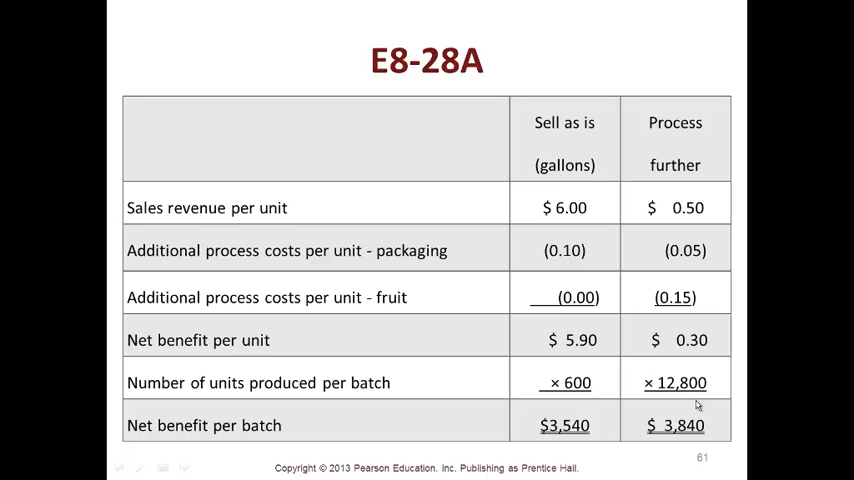 E8-28A
Sell as is (gallons) Process further
Sales revenue per unit $ 6.00 $ 0.50
Additional process costs per unit - packaging (0.10) (0.05)
Additional process costs per unit - fruit (0.00) (0.15)
Net benefit per unit $ 5.90 $ 0.30
Number of units produced per batch × 600 × 12,800
Net benefit per batch $3,540 $ 3,840
61
Copyright © 2013 Pearson Education. Inc. Publishing as Prentice Hall.